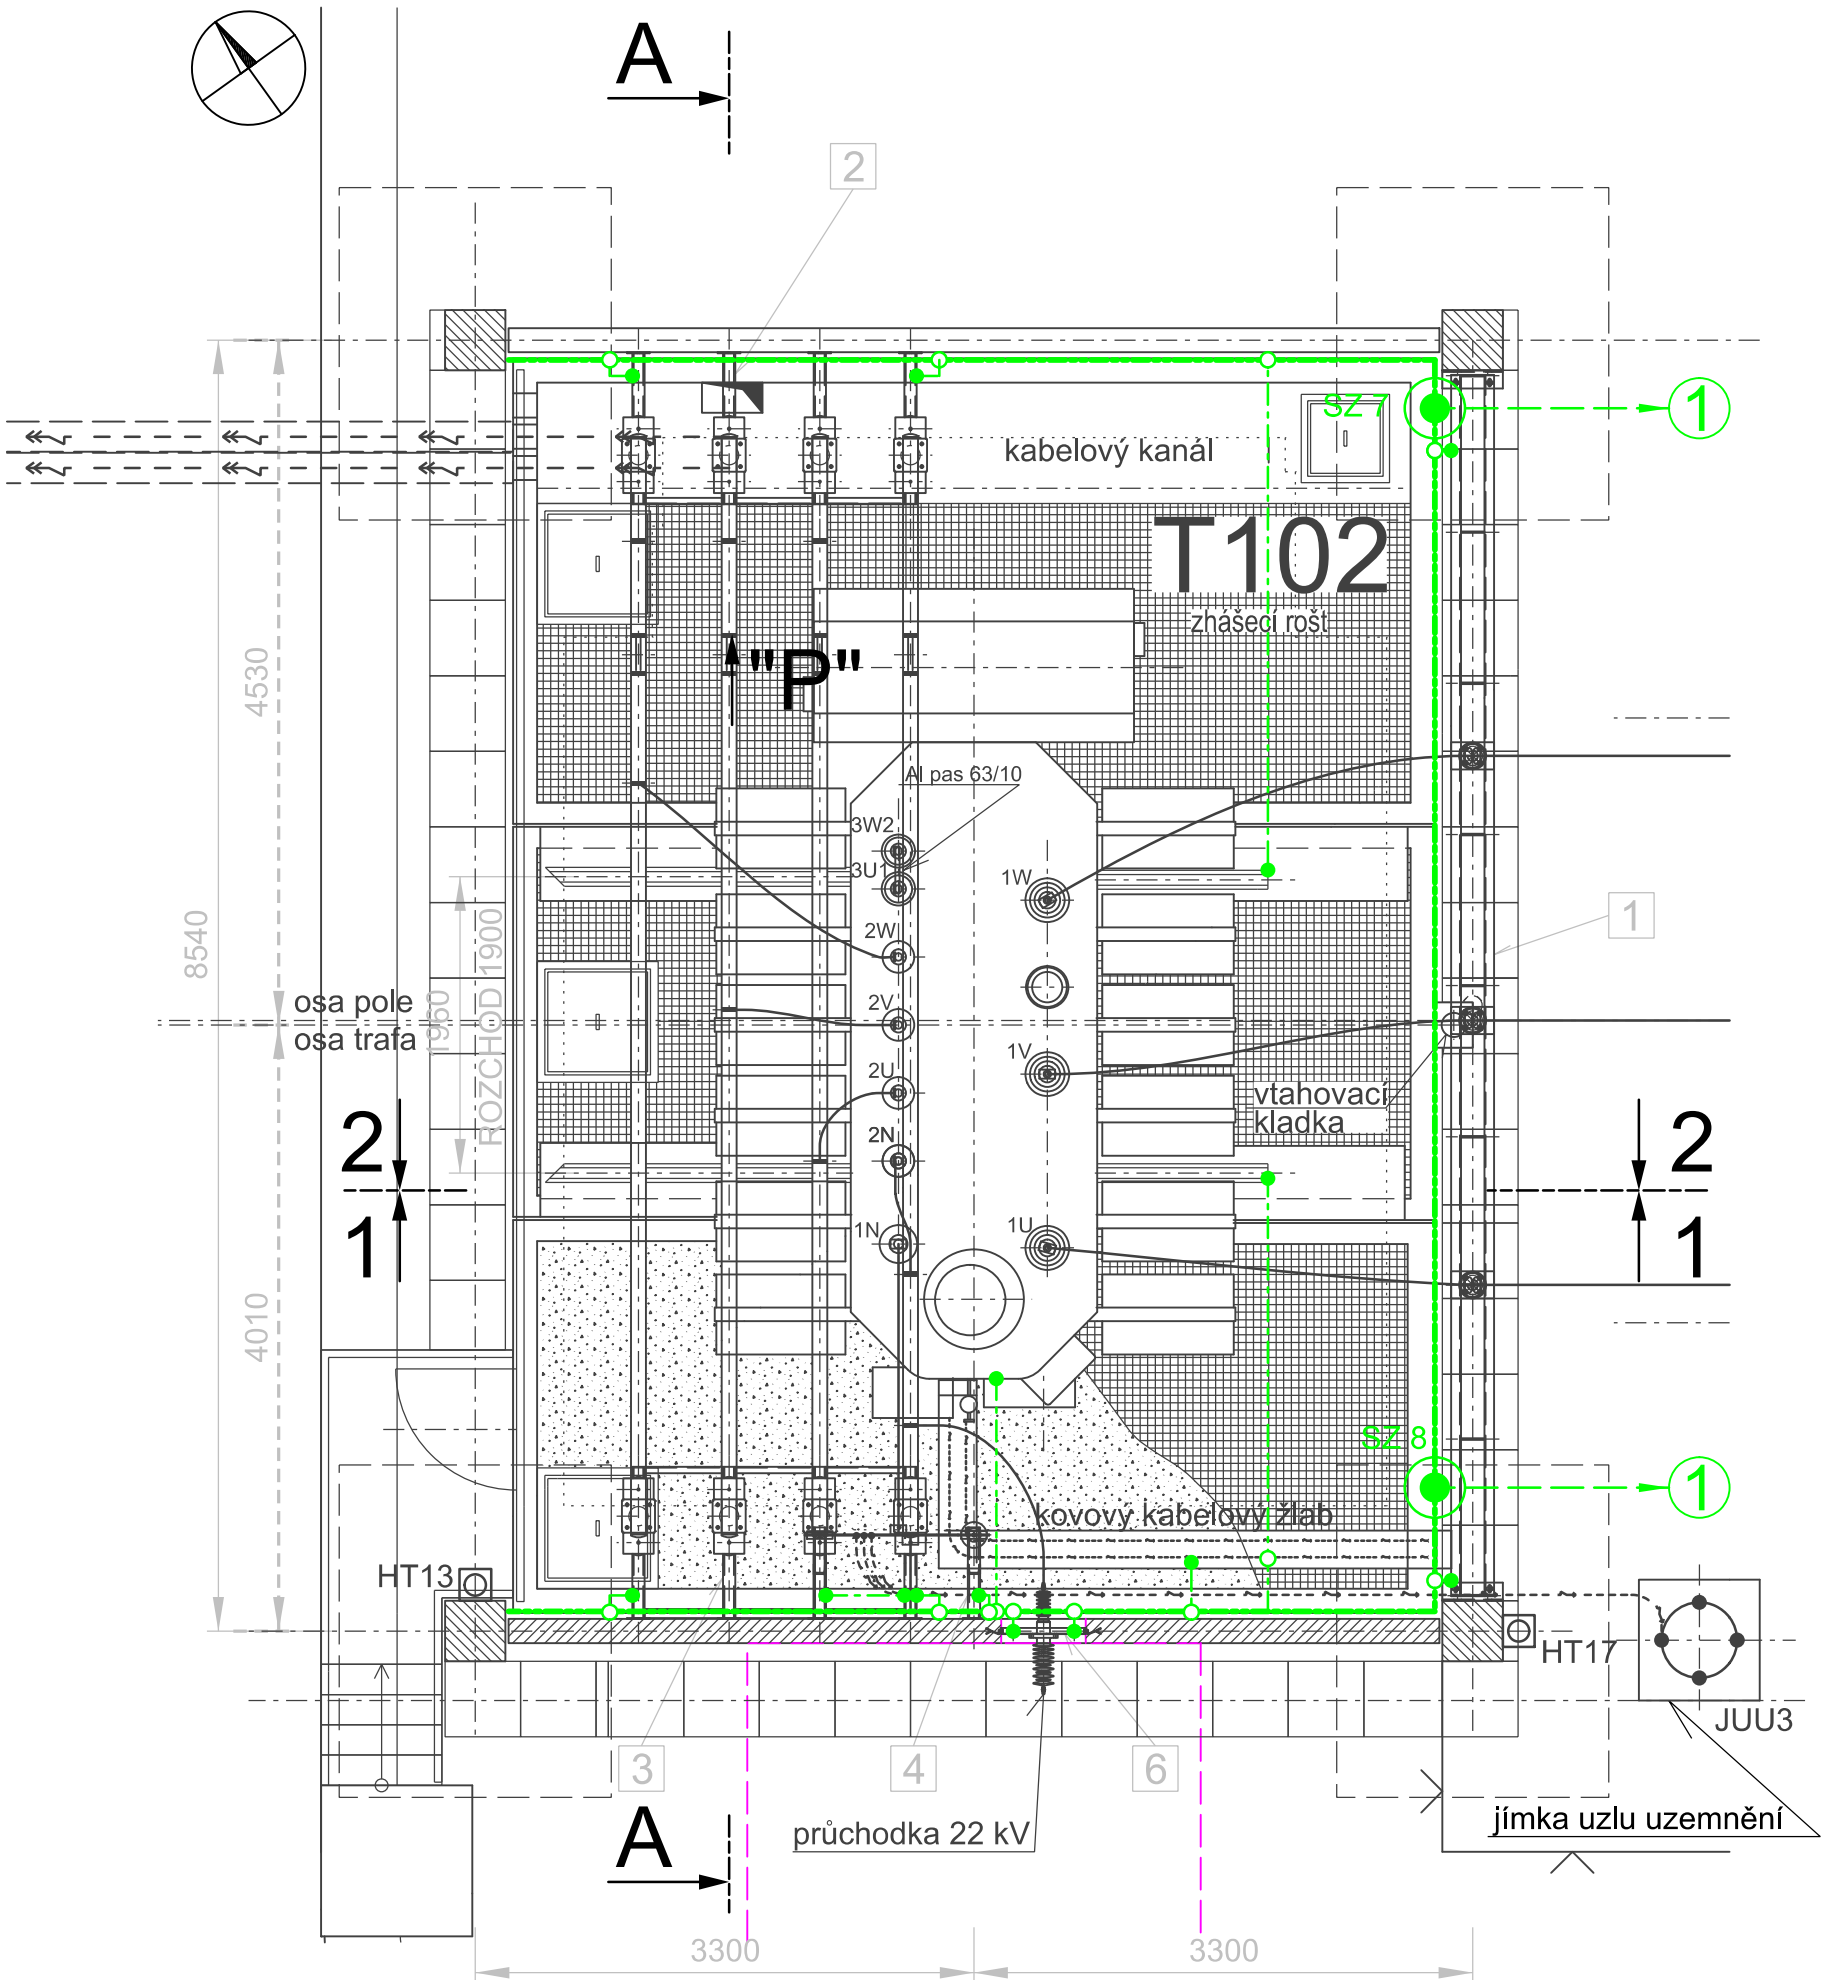 A
2
SZ 7
1
kabelový kanál
T102
zhášecí rošt
"P"
4530
Al pas 63/10
3W2
3U1
1W
2W
1
8540
ROZCHOD 1900
1960
osa pole
osa trafa
2V
1V
2U
vtahovací
kladka
2N
2
2
1
1
1N
1U
4010
SZ 8
1
kovový kabelový žlab
HT13
HT17
JUU3
3
4
6
A
průchodka 22 kV
jímka uzlu uzemnění
3300
3300